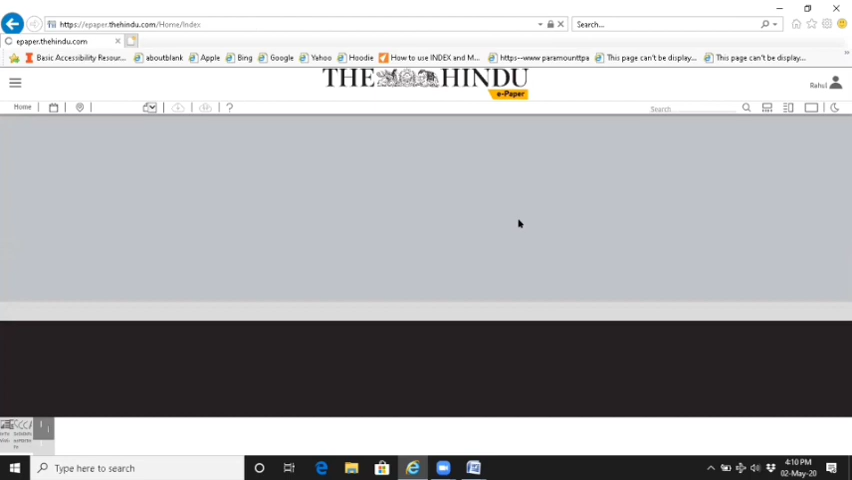 https://epaper.thehindu.com/Home/Index
Search...
epaper.thehindu.com
Basic Accessibility Resour... aboutblank Apple Bing Google Yahoo Hoodie How to use INDEX and M... https--www paramounttpa This page can't be display... This page can't be display...
THE HINDU
e-Paper
Rahul
Home
?
Search
Type here to search
4:10 PM
02-May-20